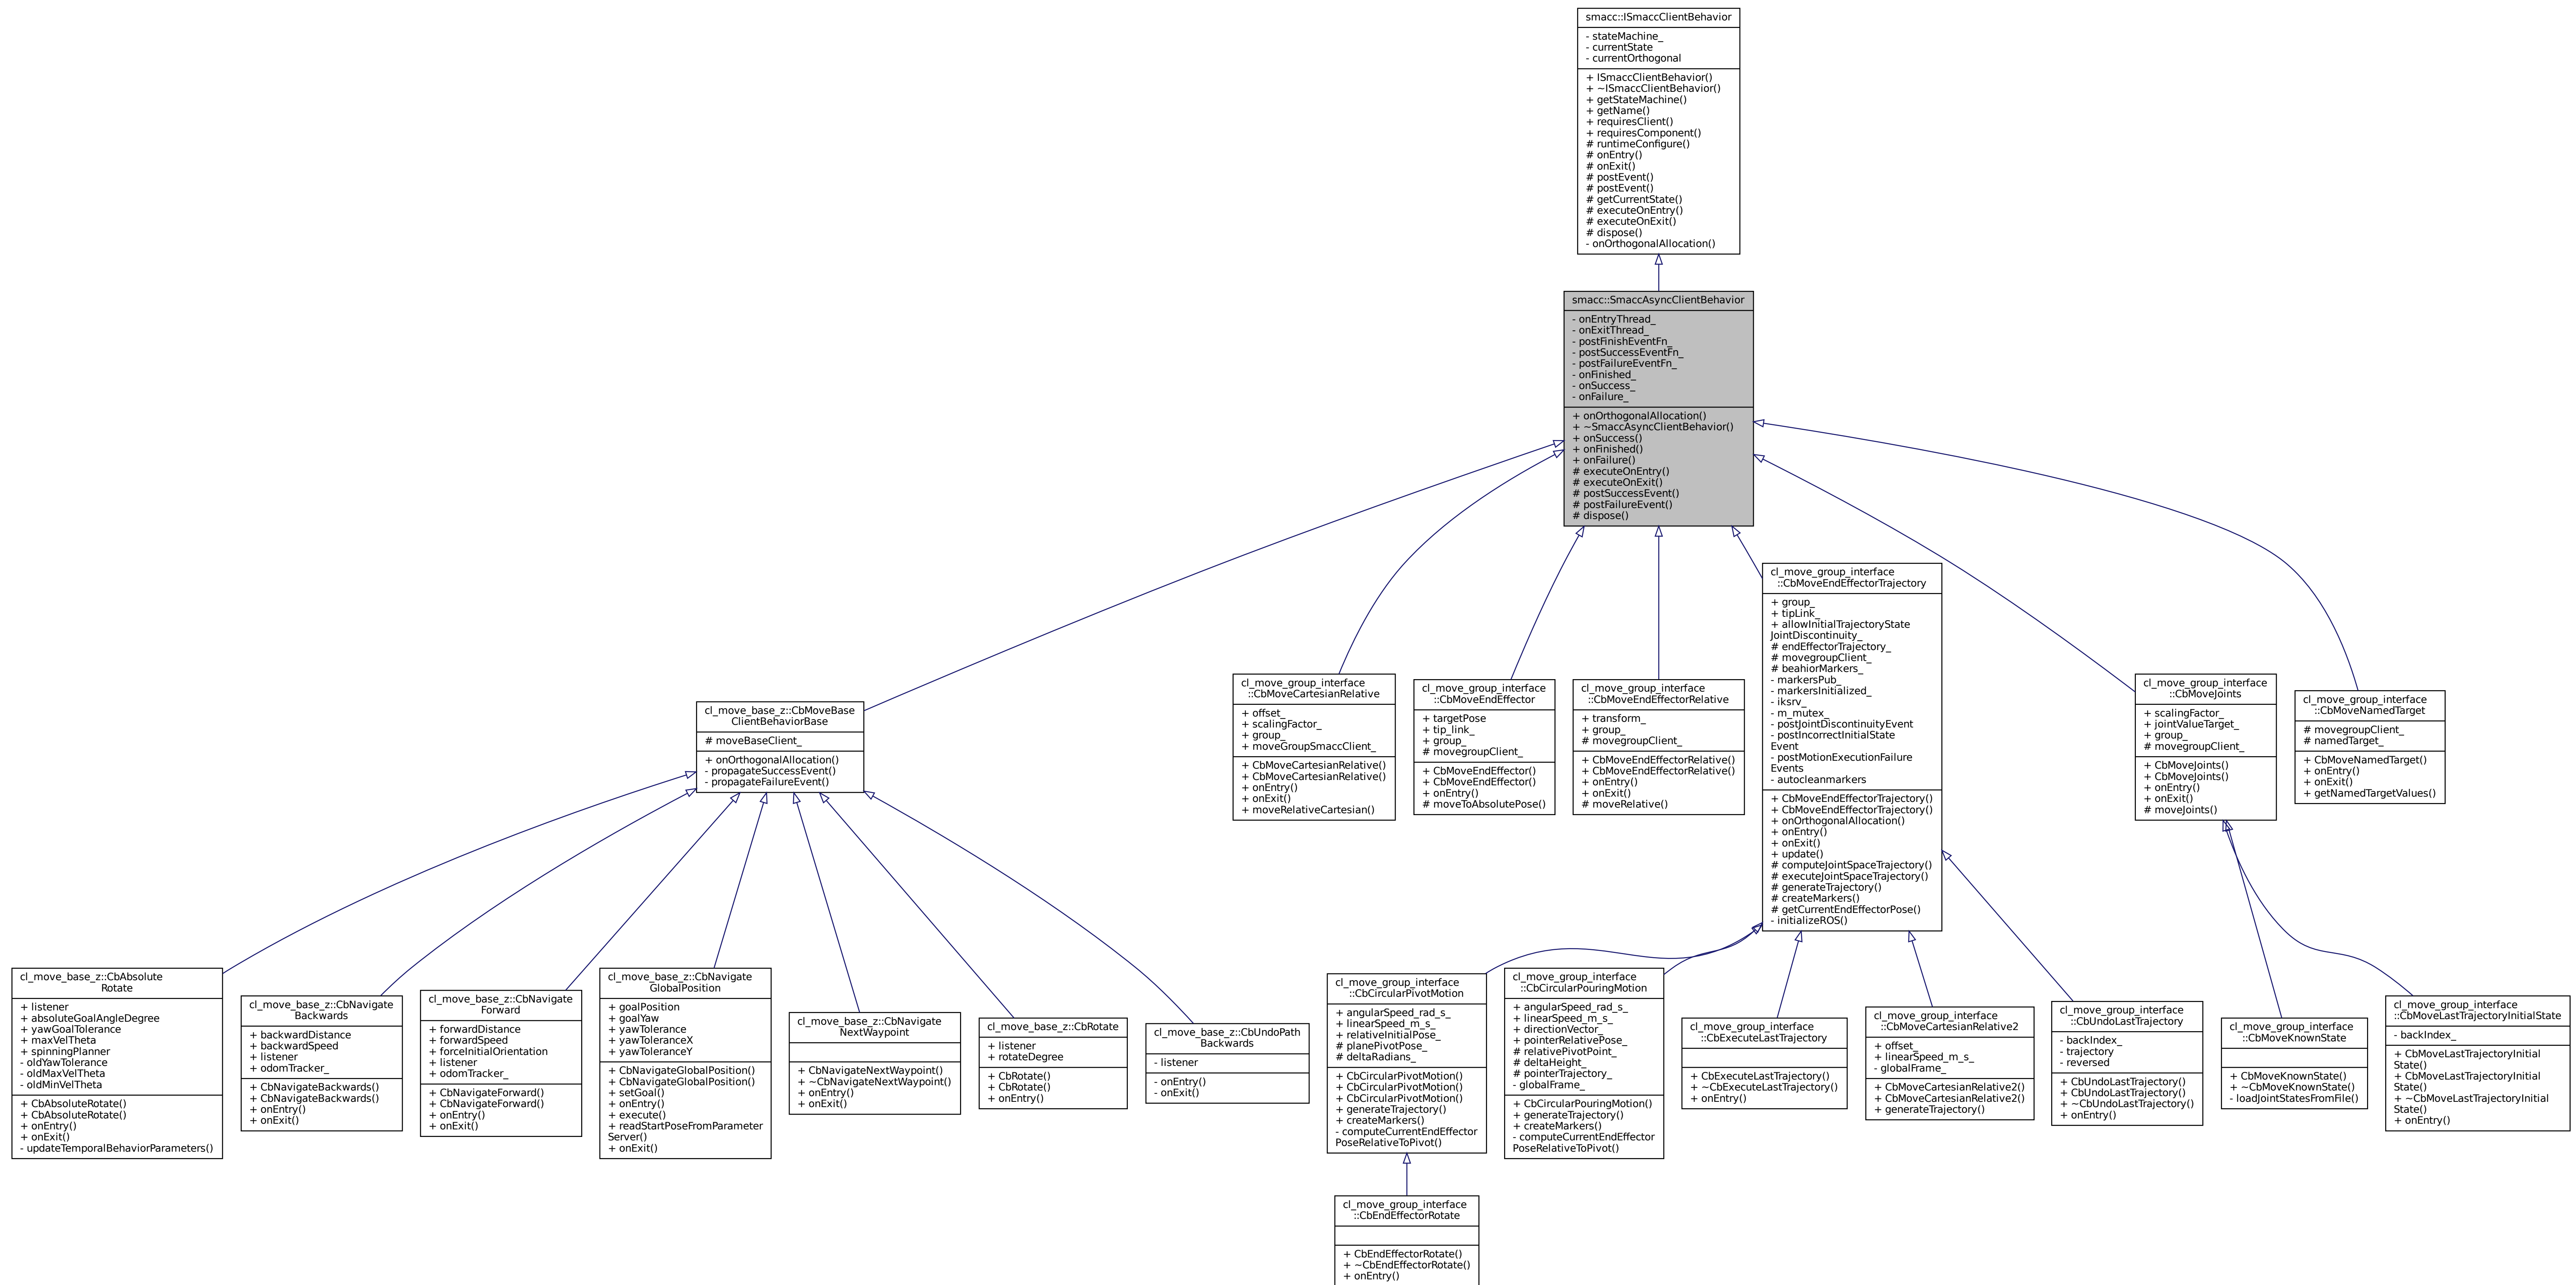 smacc::ISmaccClientBehavior
- stateMachine_
- currentState
- currentOrthogonal
+ ISmaccClientBehavior()
+ ~ISmaccClientBehavior()
+ getStateMachine()
+ getName()
+ requiresClient()
+ requiresComponent()
# runtimeConfigure()
# onEntry()
# onExit()
# postEvent()
# postEvent()
# getCurrentState()
# executeOnEntry()
# executeOnExit()
# dispose()
- onOrthogonalAllocation()
smacc::SmaccAsyncClientBehavior
- onEntryThread_
- onExitThread_
- postFinishEventFn_
- postSuccessEventFn_
- postFailureEventFn_
- onFinished_
- onSuccess_
- onFailure_
+ onOrthogonalAllocation()
+ ~SmaccAsyncClientBehavior()
+ onSuccess()
+ onFinished()
+ onFailure()
# executeOnEntry()
# executeOnExit()
# postSuccessEvent()
# postFailureEvent()
# dispose()
cl_move_base_z::CbMoveBase
ClientBehaviorBase
# moveBaseClient_
+ onOrthogonalAllocation()
- propagateSuccessEvent()
- propagateFailureEvent()
cl_move_group_interface
::CbMoveCartesianRelative
+ offset_
+ scalingFactor_
+ group_
+ moveGroupSmaccClient_
+ CbMoveCartesianRelative()
+ CbMoveCartesianRelative()
+ onEntry()
+ onExit()
+ moveRelativeCartesian()
cl_move_group_interface
::CbMoveEndEffector
+ targetPose
+ tip_link_
+ group_
# movegroupClient_
+ CbMoveEndEffector()
+ CbMoveEndEffector()
+ onEntry()
# moveToAbsolutePose()
cl_move_group_interface
::CbMoveEndEffectorRelative
+ transform_
+ group_
# movegroupClient_
+ CbMoveEndEffectorRelative()
+ CbMoveEndEffectorRelative()
+ onEntry()
+ onExit()
# moveRelative()
cl_move_group_interface
::CbMoveEndEffectorTrajectory
+ group_
+ tipLink_
+ allowInitialTrajectoryState
JointDiscontinuity_
# endEffectorTrajectory_
# movegroupClient_
# beahiorMarkers_
- markersPub_
- markersInitialized_
- iksrv_
- m_mutex_
- postJointDiscontinuityEvent
- postIncorrectInitialState
Event
- postMotionExecutionFailure
Events
- autocleanmarkers
+ CbMoveEndEffectorTrajectory()
+ CbMoveEndEffectorTrajectory()
+ onOrthogonalAllocation()
+ onEntry()
+ onExit()
+ update()
# computeJointSpaceTrajectory()
# executeJointSpaceTrajectory()
# generateTrajectory()
# createMarkers()
# getCurrentEndEffectorPose()
- initializeROS()
cl_move_group_interface
::CbMoveJoints
+ scalingFactor_
+ jointValueTarget_
+ group_
# movegroupClient_
+ CbMoveJoints()
+ CbMoveJoints()
+ onEntry()
+ onExit()
# moveJoints()
cl_move_group_interface
::CbMoveNamedTarget
# movegroupClient_
# namedTarget_
+ CbMoveNamedTarget()
+ onEntry()
+ onExit()
+ getNamedTargetValues()
cl_move_base_z::CbAbsolute
Rotate
+ listener
+ absoluteGoalAngleDegree
+ yawGoalTolerance
+ maxVelTheta
+ spinningPlanner
- oldYawTolerance
- oldMaxVelTheta
- oldMinVelTheta
+ CbAbsoluteRotate()
+ CbAbsoluteRotate()
+ onEntry()
+ onExit()
- updateTemporalBehaviorParameters()
cl_move_base_z::CbNavigate
Backwards
+ backwardDistance
+ backwardSpeed
+ listener
+ odomTracker_
+ CbNavigateBackwards()
+ CbNavigateBackwards()
+ onEntry()
+ onExit()
cl_move_base_z::CbNavigate
Forward
+ forwardDistance
+ forwardSpeed
+ forceInitialOrientation
+ listener
+ odomTracker_
+ CbNavigateForward()
+ CbNavigateForward()
+ onEntry()
+ onExit()
cl_move_base_z::CbNavigate
GlobalPosition
+ goalPosition
+ goalYaw
+ yawTolerance
+ yawToleranceX
+ yawToleranceY
+ CbNavigateGlobalPosition()
+ CbNavigateGlobalPosition()
+ setGoal()
+ onEntry()
+ execute()
+ readStartPoseFromParameter
Server()
+ onExit()
cl_move_base_z::CbNavigate
NextWaypoint
+ CbNavigateNextWaypoint()
+ ~CbNavigateNextWaypoint()
+ onEntry()
+ onExit()
cl_move_base_z::CbRotate
+ listener
+ rotateDegree
+ CbRotate()
+ CbRotate()
+ onEntry()
cl_move_base_z::CbUndoPath
Backwards
- listener
- onEntry()
- onExit()
cl_move_group_interface
::CbCircularPivotMotion
+ angularSpeed_rad_s_
+ linearSpeed_m_s_
+ relativeInitialPose_
# planePivotPose_
# deltaRadians_
+ CbCircularPivotMotion()
+ CbCircularPivotMotion()
+ CbCircularPivotMotion()
+ generateTrajectory()
+ createMarkers()
- computeCurrentEndEffector
PoseRelativeToPivot()
cl_move_group_interface
::CbCircularPouringMotion
+ angularSpeed_rad_s_
+ linearSpeed_m_s_
+ directionVector_
+ pointerRelativePose_
# relativePivotPoint_
# deltaHeight_
# pointerTrajectory_
- globalFrame_
+ CbCircularPouringMotion()
+ generateTrajectory()
+ createMarkers()
- computeCurrentEndEffector
PoseRelativeToPivot()
cl_move_group_interface
::CbExecuteLastTrajectory
+ CbExecuteLastTrajectory()
+ ~CbExecuteLastTrajectory()
+ onEntry()
cl_move_group_interface
::CbMoveCartesianRelative2
+ offset_
+ linearSpeed_m_s_
- globalFrame_
+ CbMoveCartesianRelative2()
+ CbMoveCartesianRelative2()
+ generateTrajectory()
cl_move_group_interface
::CbUndoLastTrajectory
- backIndex_
- trajectory
- reversed
+ CbUndoLastTrajectory()
+ CbUndoLastTrajectory()
+ ~CbUndoLastTrajectory()
+ onEntry()
cl_move_group_interface
::CbMoveKnownState
+ CbMoveKnownState()
+ ~CbMoveKnownState()
- loadJointStatesFromFile()
cl_move_group_interface
::CbMoveLastTrajectoryInitialState
- backIndex_
+ CbMoveLastTrajectoryInitial
State()
+ CbMoveLastTrajectoryInitial
State()
+ ~CbMoveLastTrajectoryInitial
State()
+ onEntry()
cl_move_group_interface
::CbEndEffectorRotate
+ CbEndEffectorRotate()
+ ~CbEndEffectorRotate()
+ onEntry()